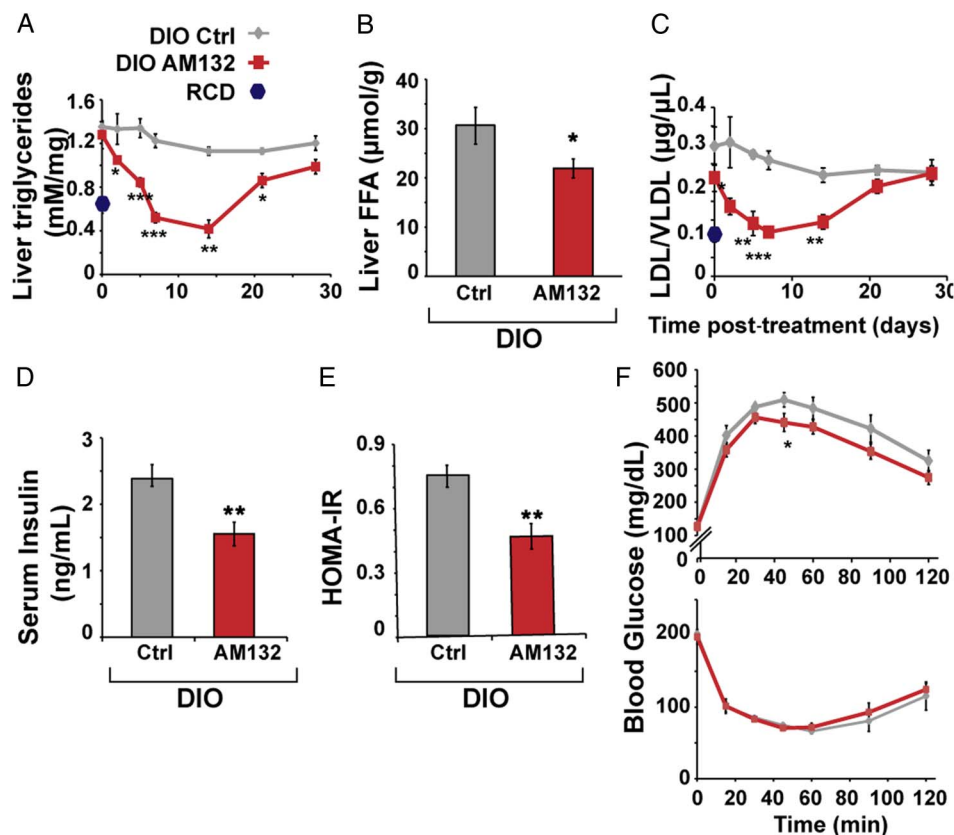 A
DIO Ctrl
DIO AM132
RCD
Liver triglycerides
(mM/mg)
1.6
1.2
0.8
0.4
0
*
***
***
**
*
0
10
20
30
B
Liver FFA (µmol/g)
40
30
20
10
0
*
Ctrl
AM132
DIO
C
LDL/VLDL (µg/µL)
0.4
0.3
0.2
0.1
0
*
**
***
**
0
10
20
30
Time post-treatment (days)
D
Serum Insulin
(ng/mL)
3
2
1
0
**
Ctrl
AM132
DIO
E
HOMA-IR
0.9
0.6
0.3
0
**
Ctrl
AM132
DIO
F
Blood Glucose (mg/dL)
600
500
400
300
200
100
0
*
0 20 40 60 80 100 120
200
100
0
0 20 40 60 80 100 120
Time (min)